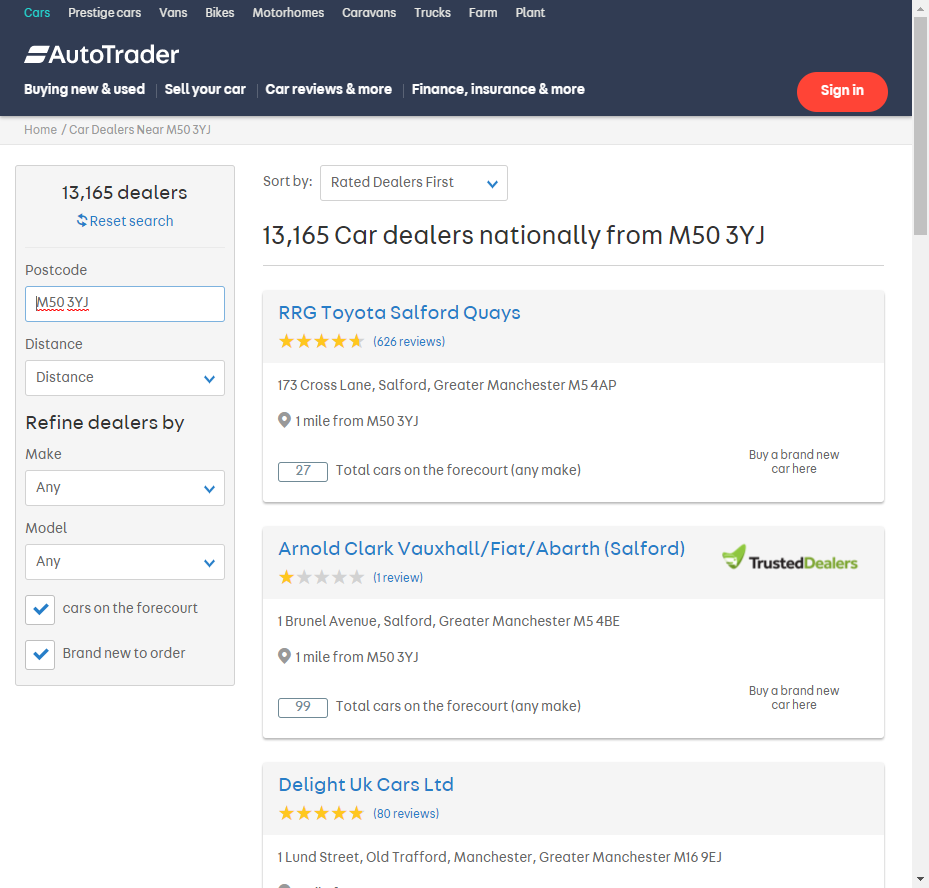 Cars Prestige cars Vans Bikes Motorhomes Caravans Trucks Farm Plant
AutoTrader
Buying new & used Sell your car Car reviews & more Finance, insurance & more
Sign in
Home / Car Dealers Near M50 3YJ
13,165 dealers
Reset search
Postcode
M50 3YJ
Distance
Distance
Refine dealers by
Make
Any
Model
Any
cars on the forecourt
Brand new to order
Sort by: Rated Dealers First
13,165 Car dealers nationally from M50 3YJ
RRG Toyota Salford Quays
(626 reviews)
173 Cross Lane, Salford, Greater Manchester M5 4AP
1 mile from M50 3YJ
27 Total cars on the forecourt (any make)
Buy a brand new
car here
Arnold Clark Vauxhall/Fiat/Abarth (Salford)
TrustedDealers
(1 review)
1 Brunel Avenue, Salford, Greater Manchester M5 4BE
1 mile from M50 3YJ
99 Total cars on the forecourt (any make)
Buy a brand new
car here
Delight Uk Cars Ltd
(80 reviews)
1 Lund Street, Old Trafford, Manchester, Greater Manchester M16 9EJ